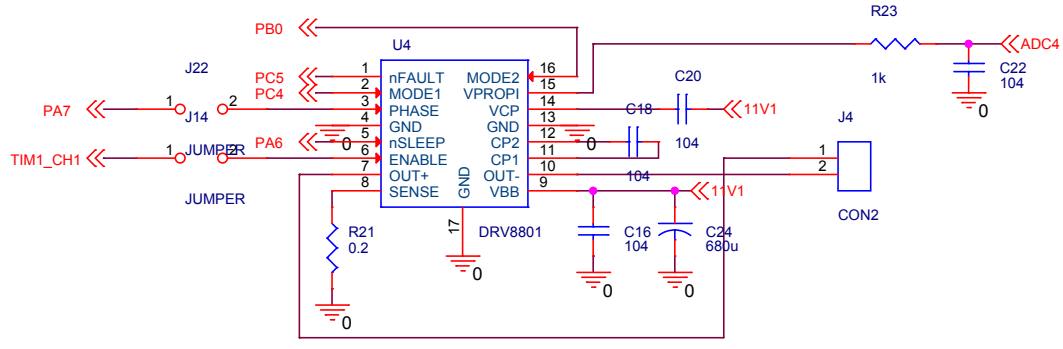 R23
PB0
U4
ADC4
J22
PC5 1 nFAULT MODE2 16
C20
1k
C22
104
PC4 2 MODE1 VPROPI 15
0
PA7 1 2 3 PHASE VCP 14 11V1
C18
J14
0 4 GND GND 13 0
104
J4
PA6 5 nSLEEP CP2 12
JUMPER
TIM1_CH1 1 2 6 ENABLE CP1 11
1
7 OUT+ OUT- 10
104
2
8 SENSE GND VBB 9 11V1
JUMPER
CON2
17
DRV8801
R21
0.2
C16
104
C24
680u
0
0
0
0